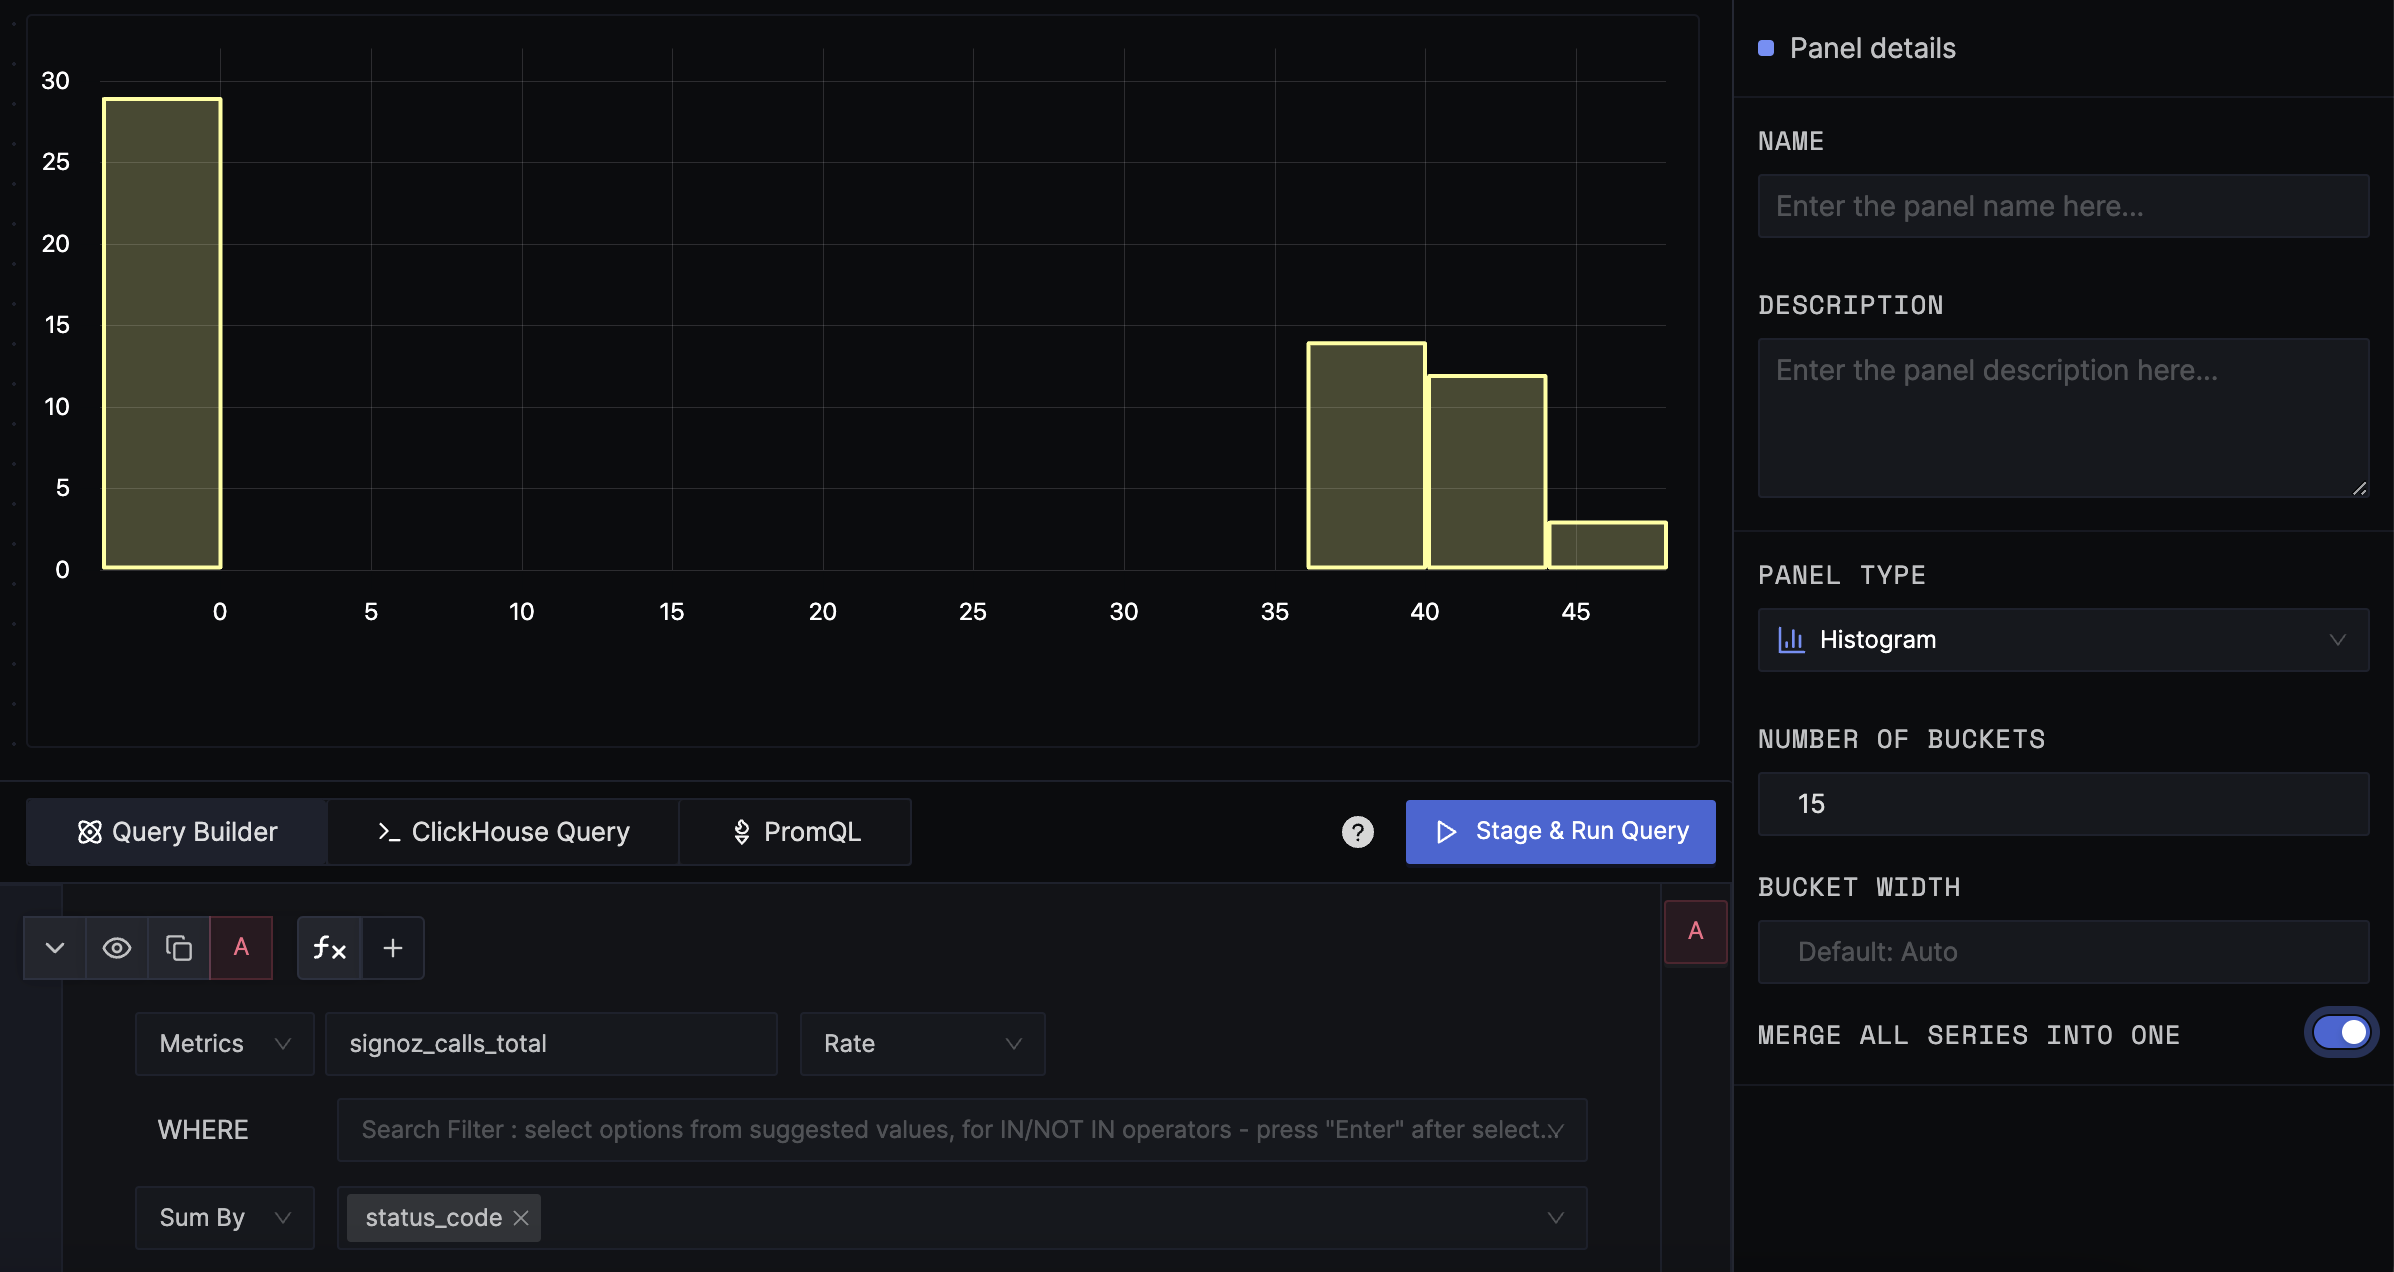 30
25
20
15
10
5
0
0 5 10 15 20 25 30 35 40 45
Query Builder
ClickHouse Query
PromQL
?
Stage & Run Query
A
fx
+
A
Metrics
signoz_calls_total
Rate
WHERE
Search Filter : select options from suggested values, for IN/NOT IN operators - press "Enter" after select...
Sum By
status_code
Panel details
NAME
Enter the panel name here...
DESCRIPTION
Enter the panel description here...
PANEL TYPE
Histogram
NUMBER OF BUCKETS
15
BUCKET WIDTH
Default: Auto
MERGE ALL SERIES INTO ONE